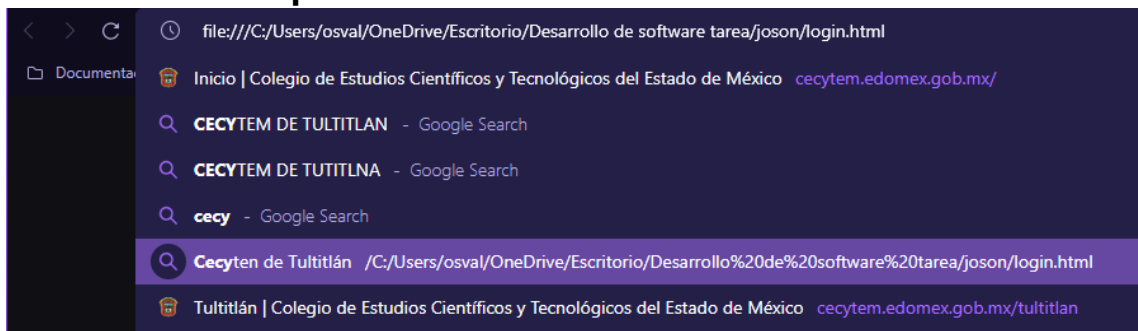 file:///C:/Users/osval/OneDrive/Escritorio/Desarrollo de software tarea/joson/login.html
Documenta
Inicio | Colegio de Estudios Científicos y Tecnológicos del Estado de México cecytem.edomex.gob.mx/
CECYTEM DE TULTITLAN - Google Search
CECYTEM DE TUTITLNA - Google Search
cecy - Google Search
Cecyten de Tultitlán /C:/Users/osval/OneDrive/Escritorio/Desarrollo%20de%20software%20tarea/joson/login.html
Tultitlán | Colegio de Estudios Científicos y Tecnológicos del Estado de México cecytem.edomex.gob.mx/tultitlan